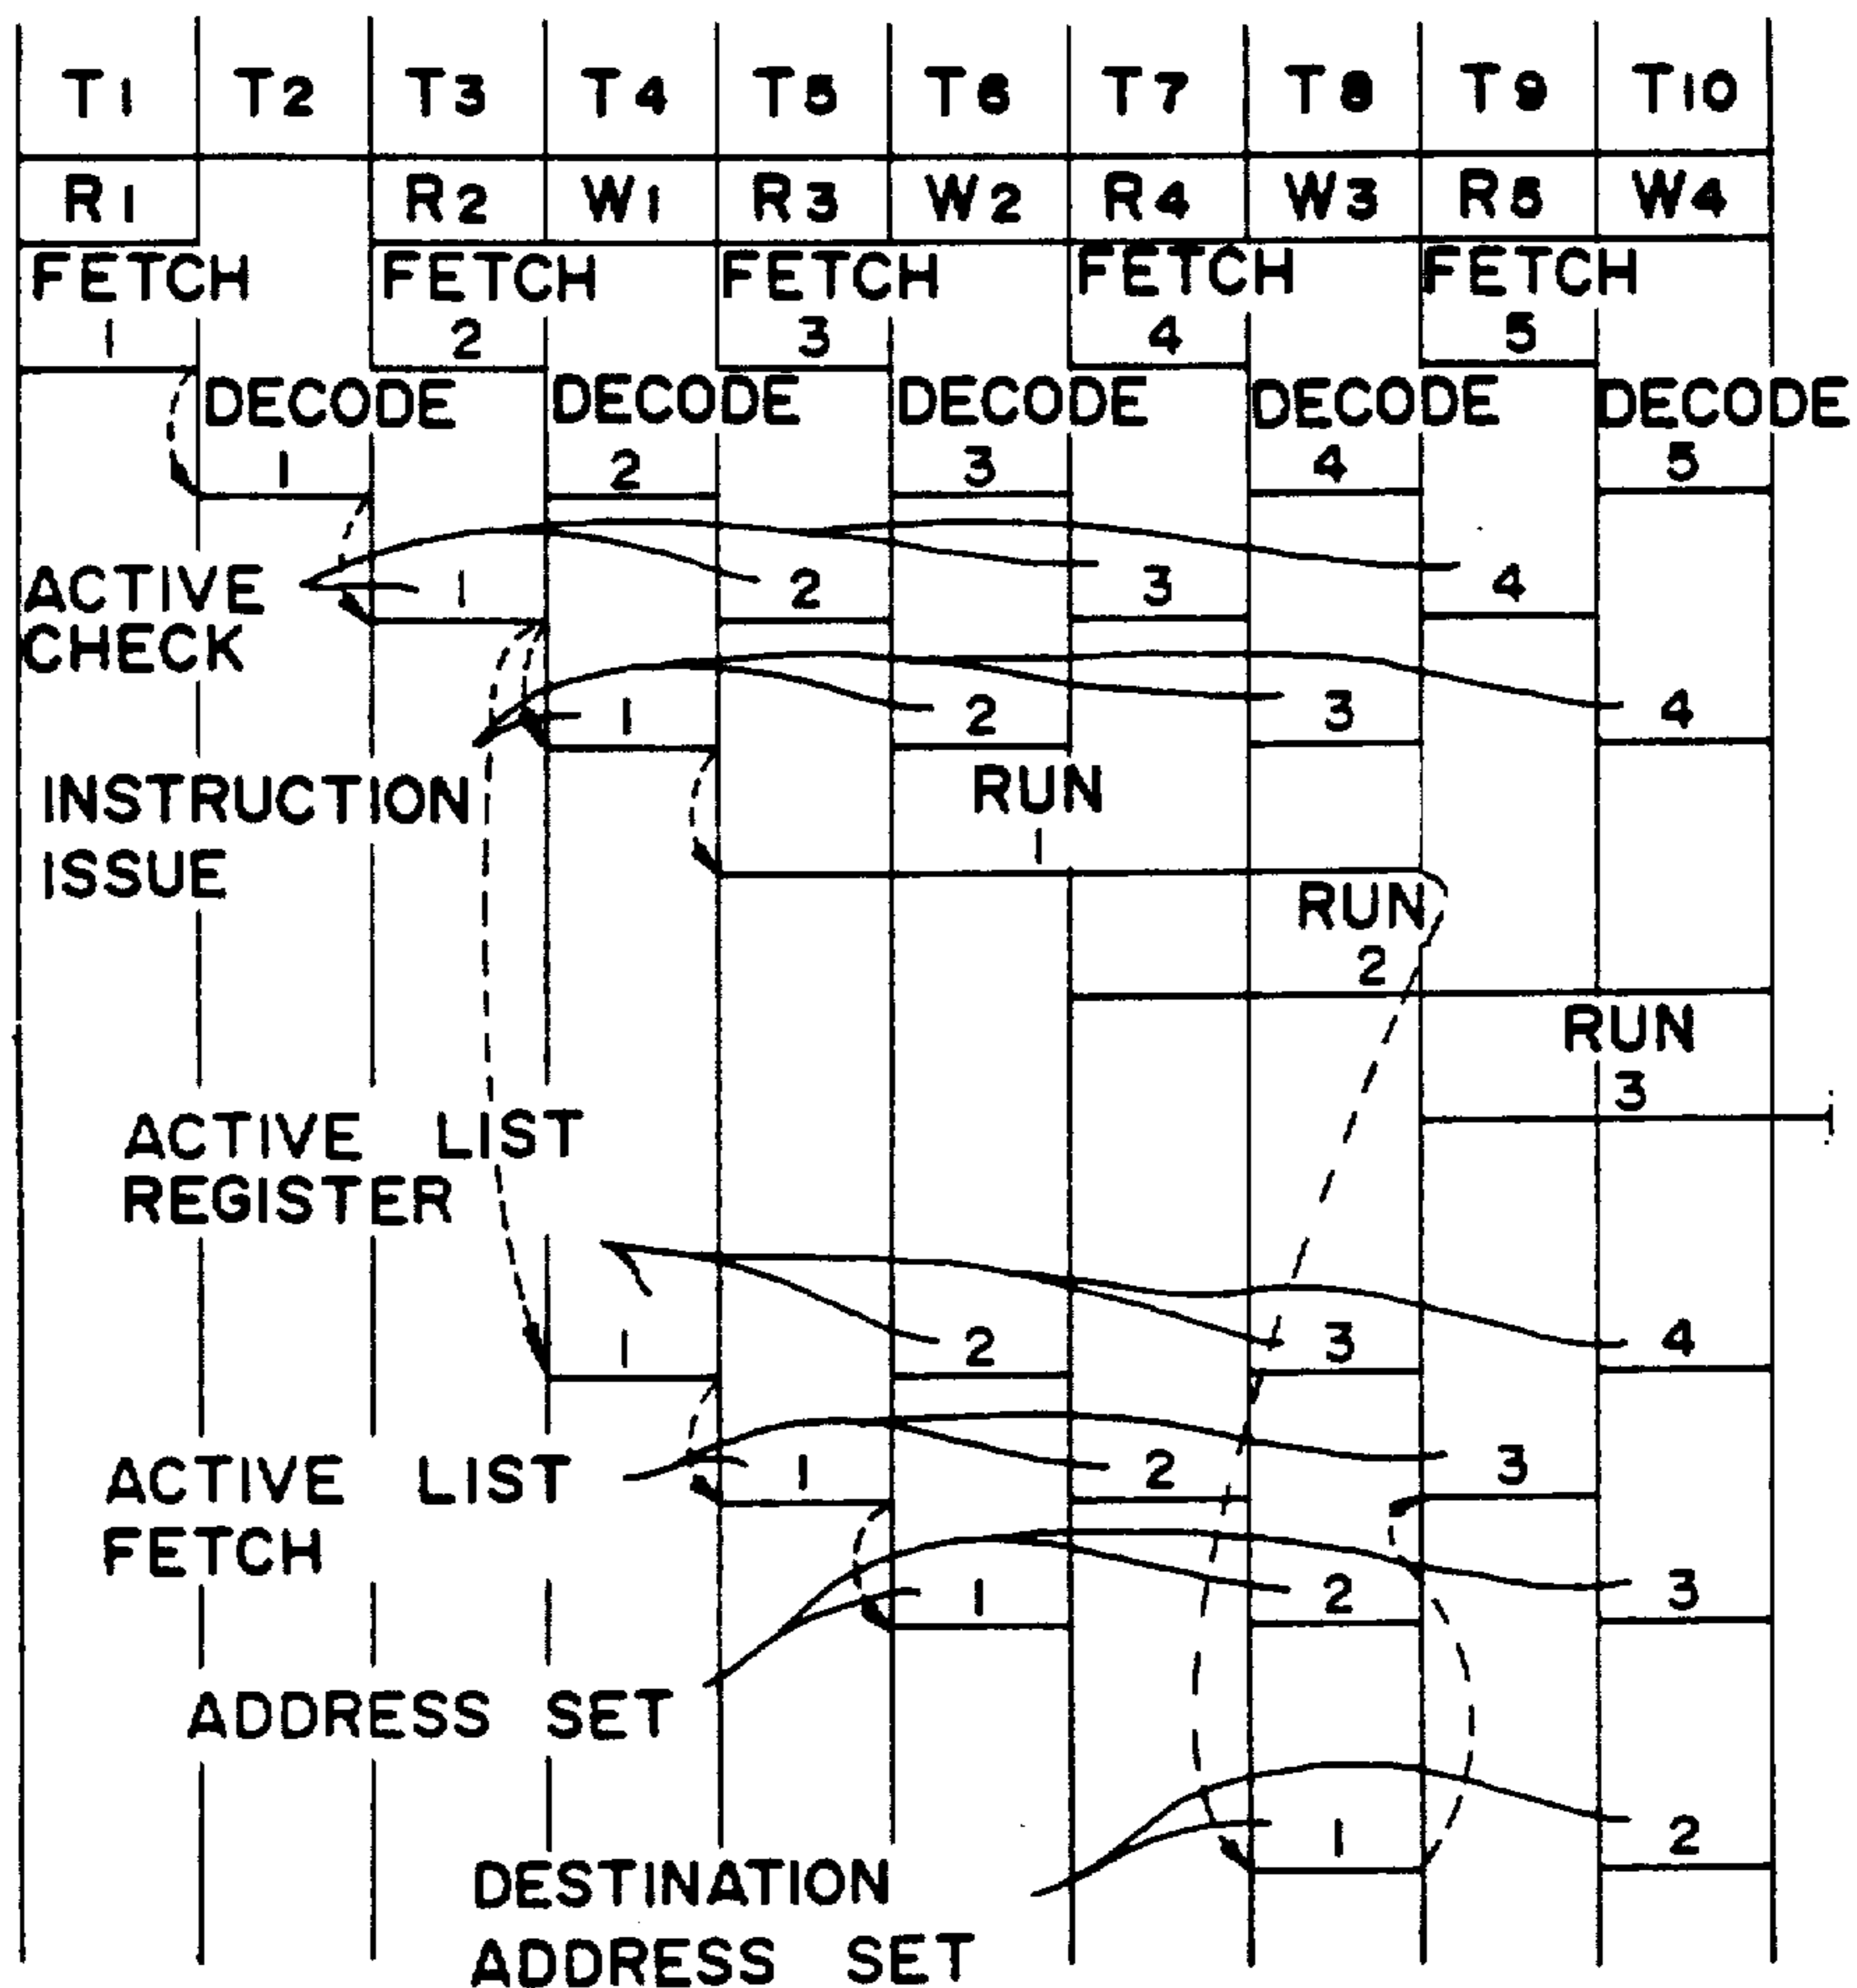 T1 T2 T3 T4 T5 T6 T7 T8 T9 T10
R1 R2 W1 R3 W2 R4 W3 R5 W4
FETCH FETCH FETCH FETCH FETCH
1 2 3 4 5
DECODE DECODE DECODE DECODE DECODE
1 2 3 4 5
ACTIVE 1 2 3 4
CHECK
1 2 3 4
INSTRUCTION RUN
ISSUE 1
RUN
2
RUN
3
ACTIVE LIST
REGISTER
1 2 3 4
ACTIVE LIST 1 2 3
FETCH
1 2 3
ADDRESS SET
1 2
DESTINATION
ADDRESS SET